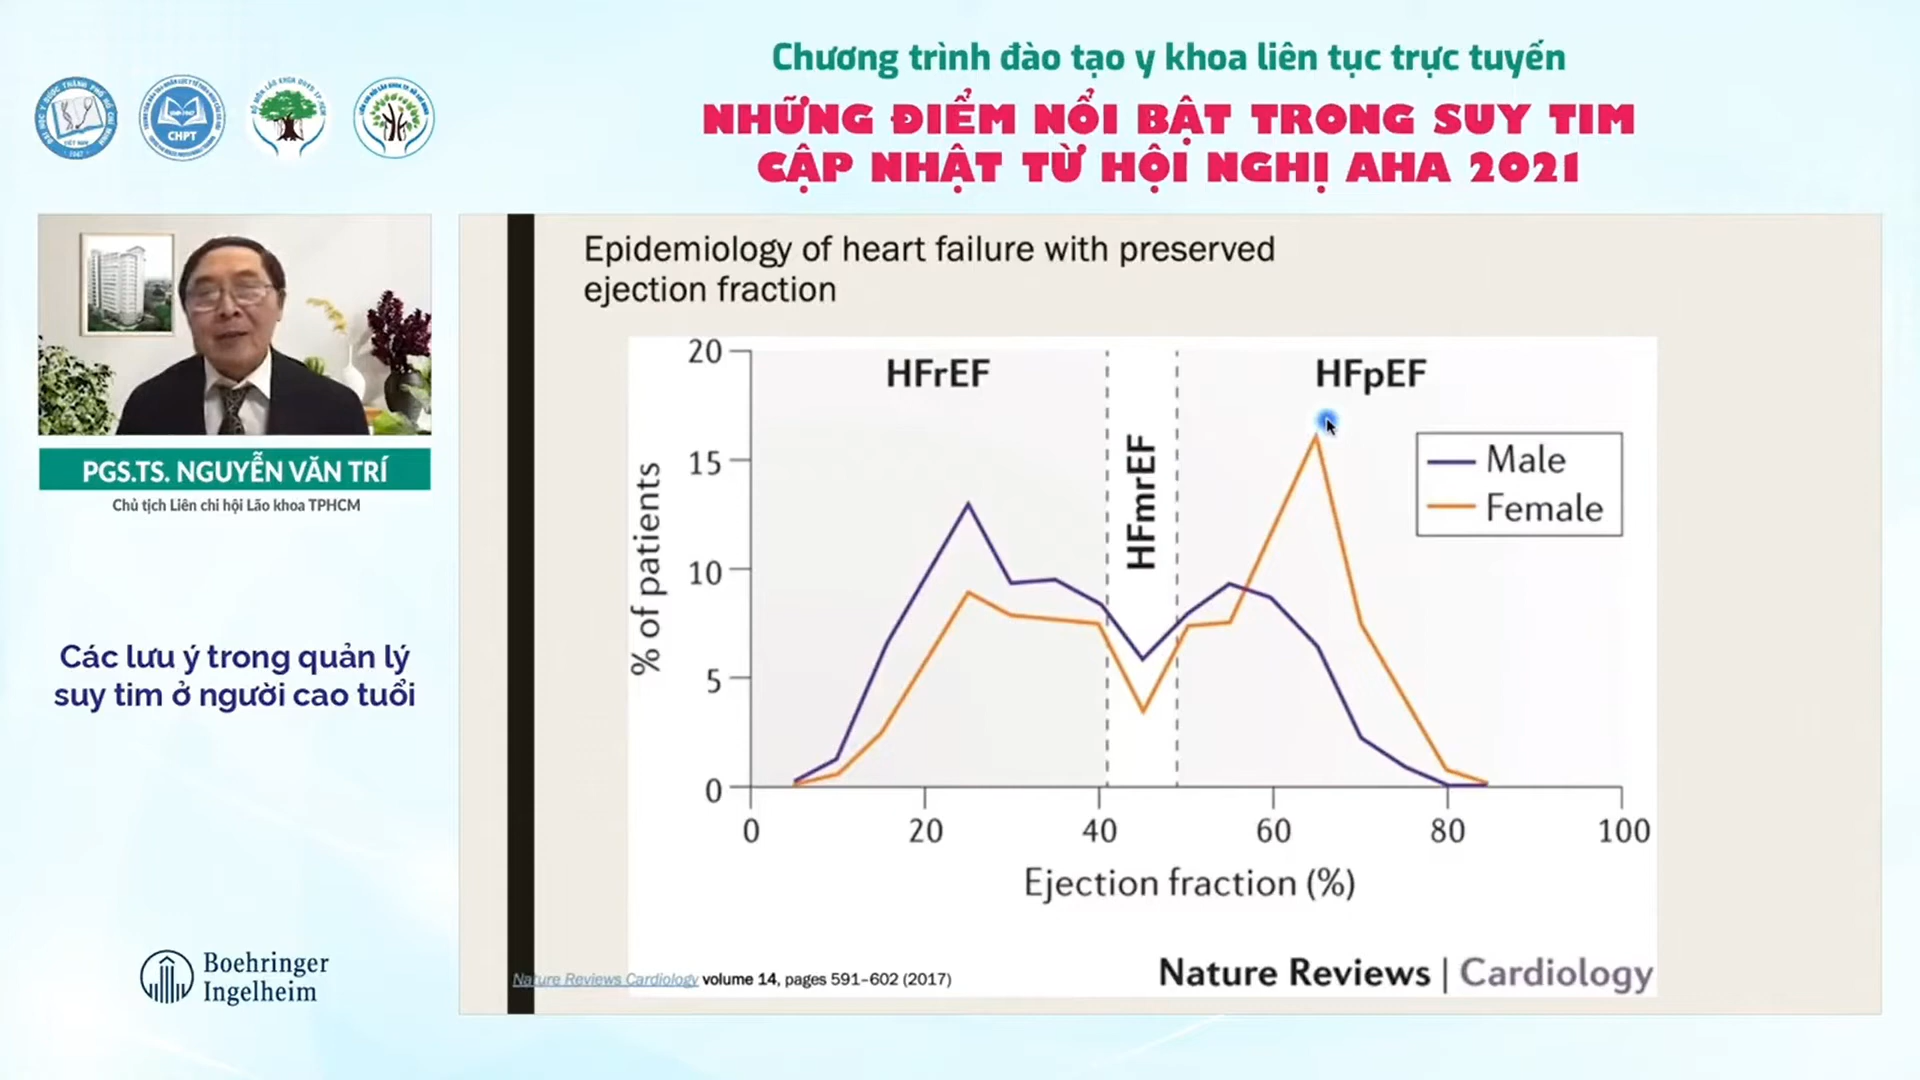 Chương trình đào tạo y khoa liên tục trực tuyến
NHỮNG ĐIỂM NỔI BẬT TRONG SUY TIM
CẬP NHẬT TỪ HỘI NGHỊ AHA 2021
CHPT
PGS.TS. NGUYỄN VĂN TRÍ
Chủ tịch Liên chi hội Lão khoa TPHCM
Các lưu ý trong quản lý
suy tim ở người cao tuổi
Boehringer
Ingelheim
Epidemiology of heart failure with preserved
ejection fraction
20
15
10
5
0
% of patients
HFrEF
HFmrEF
HFpEF
Male
Female
0 20 40 60 80 100
Ejection fraction (%)
Nature Reviews | Cardiology
Nature Reviews Cardiology volume 14, pages 591–602 (2017)